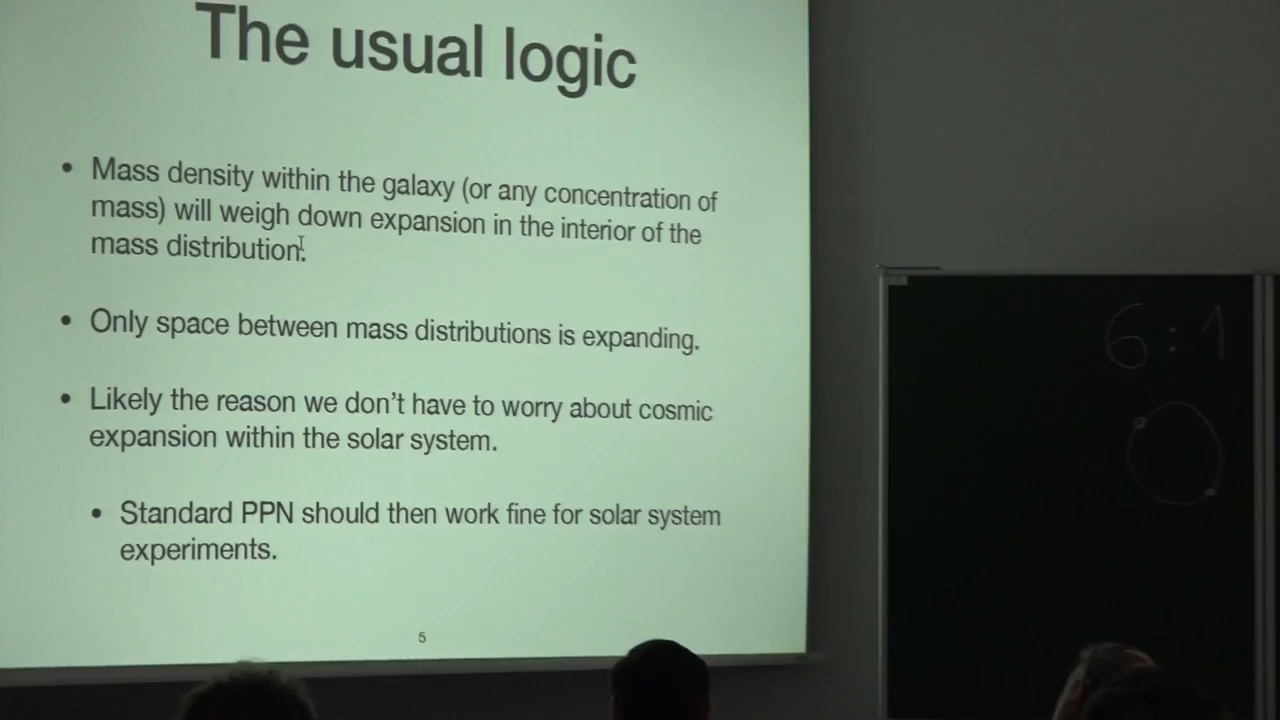 The usual logic
• Mass density within the galaxy (or any concentration of
mass) will weigh down expansion in the interior of the
mass distribution.
• Only space between mass distributions is expanding.
• Likely the reason we don't have to worry about cosmic
expansion within the solar system.
• Standard PPN should then work fine for solar system
experiments.
5
6:1